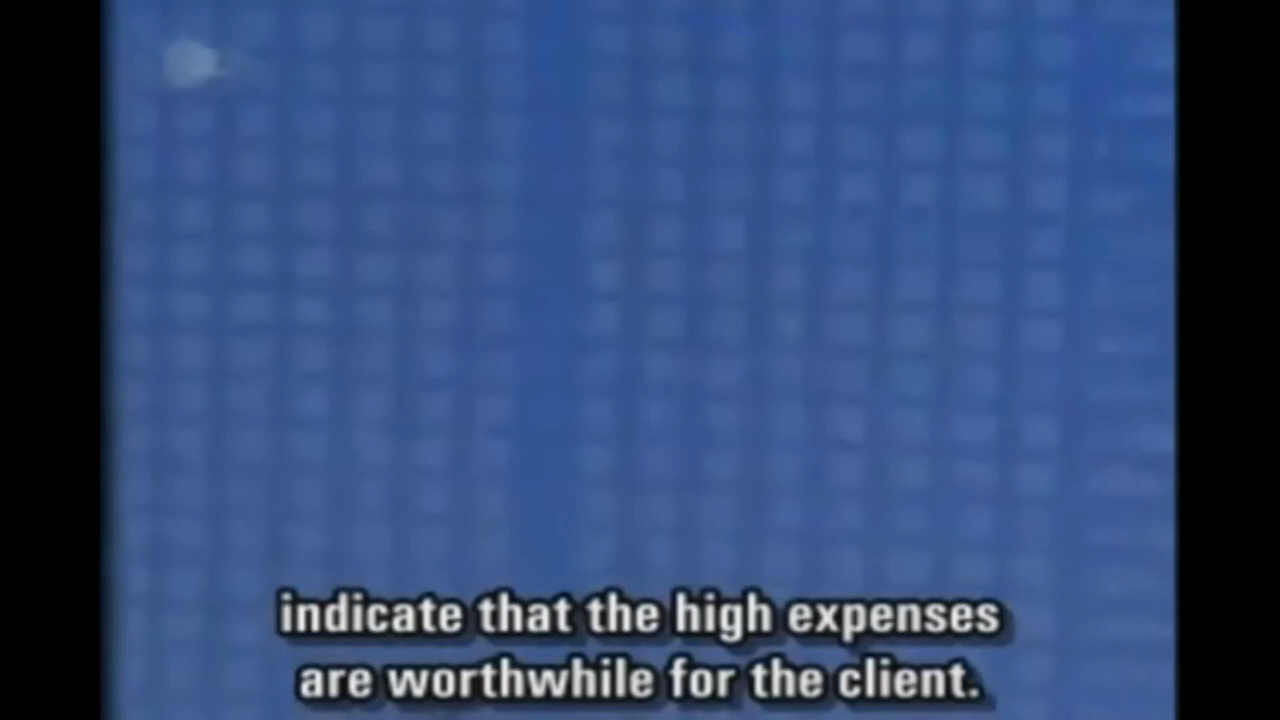 indicate that the high expenses
are worthwhile for the client.